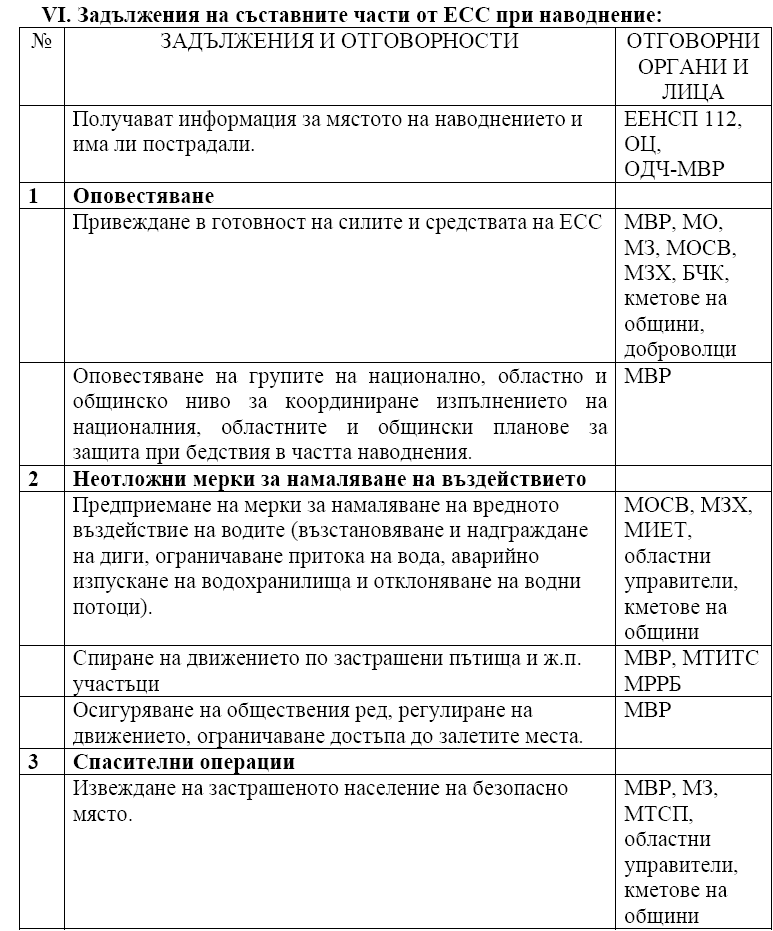 VI. Задължения на съставните части от ЕСС при наводнение:
№ ЗАДЪЛЖЕНИЯ И ОТГОВОРНОСТИ ОТГОВОРНИ
ОРГАНИ И
ЛИЦА
Получават информация за мястото на наводнението и
има ли пострадали.
ЕЕНСП 112,
ОЦ,
ОДЧ-МВР
1 Оповестяване
Привеждане в готовност на силите и средствата на ЕСС
МВР, МО,
МЗ, МОСВ,
МЗХ, БЧК,
кметове на
общини,
доброволци
Оповестяване на групите на национално, областно и
общинско ниво за координиране изпълнението на
националния, областните и общински планове за
защита при бедствия в частта наводнения.
МВР
2 Неотложни мерки за намаляване на въздействието
Предприемане на мерки за намаляване на вредното
въздействие на водите (възстановяване и надграждане
на диги, ограничаване притока на вода, аварийно
изпускане на водохранилища и отклоняване на водни
потоци).
МОСВ, МЗХ,
МИЕТ,
областни
управители,
кметове на
общини
Спиране на движението по застрашени пътища и ж.п.
участъци
МВР, МТИТС
МРРБ
Осигуряване на обществения ред, регулиране на
движението, ограничаване достъпа до залетите места.
МВР
3 Спасителни операции
Извеждане на застрашеното население на безопасно
място.
МВР, МЗ,
МТСП,
областни
управители,
кметове на
общини